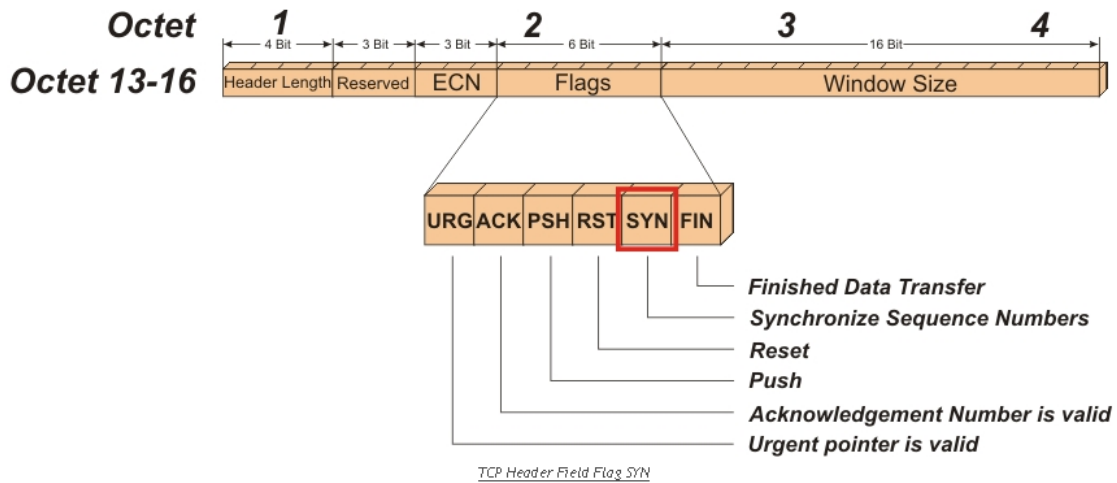 Octet 1 2 3 4
4 Bit 3 Bit 3 Bit 6 Bit 16 Bit
Octet 13-16 Header Length Reserved ECN Flags Window Size
URG ACK PSH RST SYN FIN
Finished Data Transfer
Synchronize Sequence Numbers
Reset
Push
Acknowledgement Number is valid
Urgent pointer is valid
TCP Header Field Flag SYN